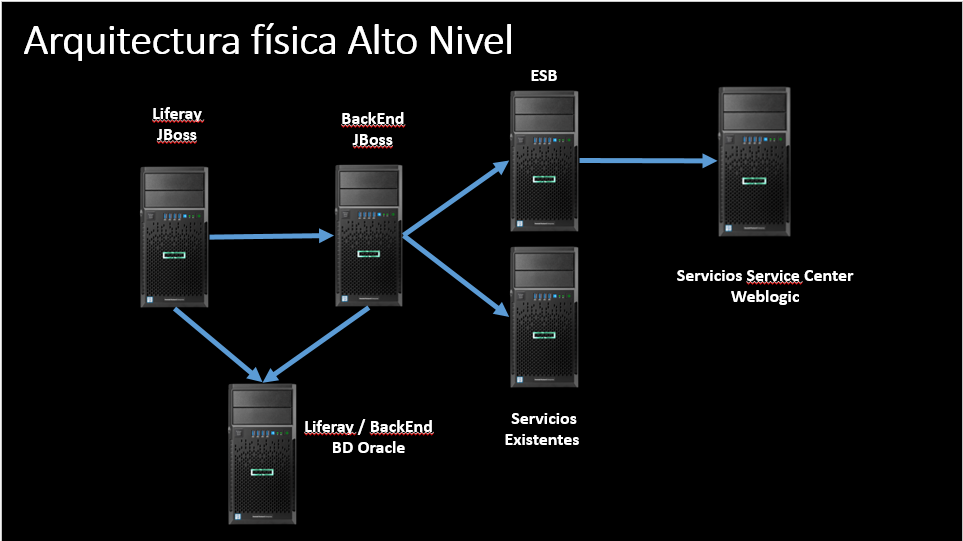 Arquitectura física Alto Nivel
Liferay
JBoss
BackEnd
JBoss
ESB
Servicios Service Center
Weblogic
Liferay / BackEnd
BD Oracle
Servicios
Existentes